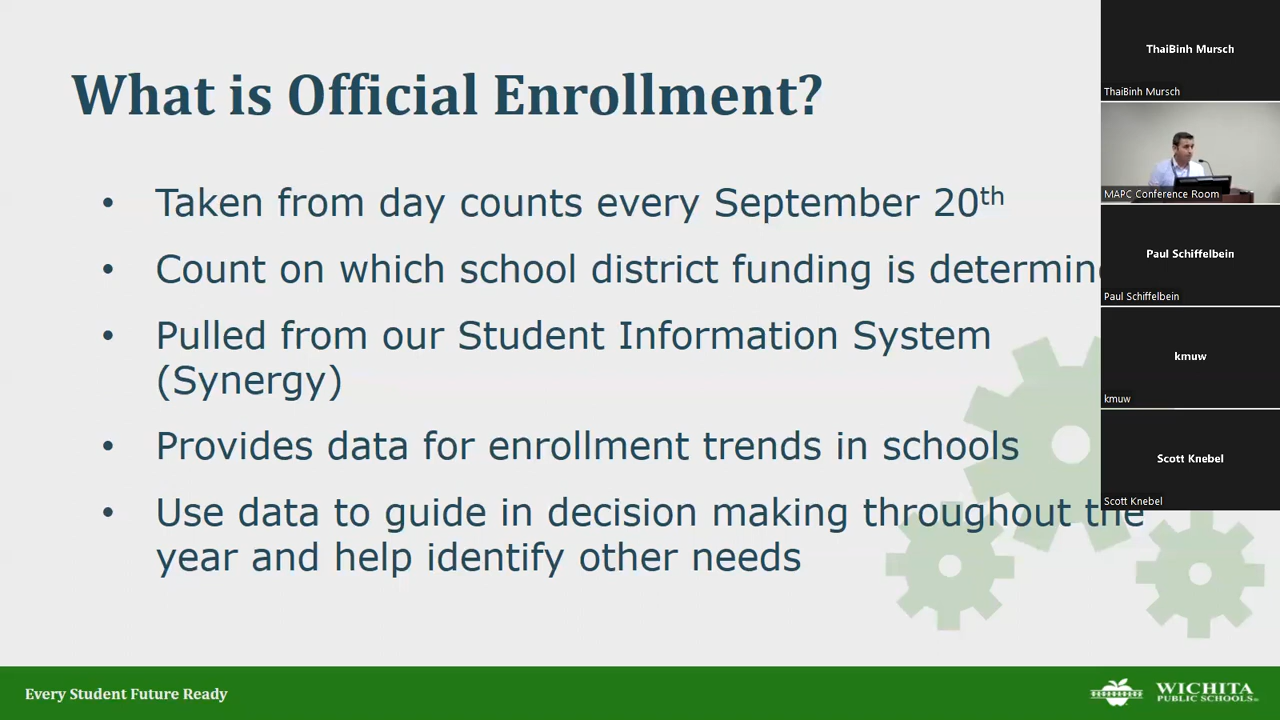 What is Official Enrollment?
• Taken from day counts every September 20th
• Count on which school district funding is
• Pulled from our Student Information System
(Synergy)
• Provides data for enrollment trends in schools
• Use data to guide in decision making throughout the
year and help identify other needs
Every Student Future Ready
WICHITA
PUBLIC SCHOOLS
ThaiBinh Mursch
ThaiBinh Mursch
MAPC Conference Room
Paul Schiffelbein
Paul Schiffelbein
kmuw
kmuw
Scott Knebel
Scott Knebel